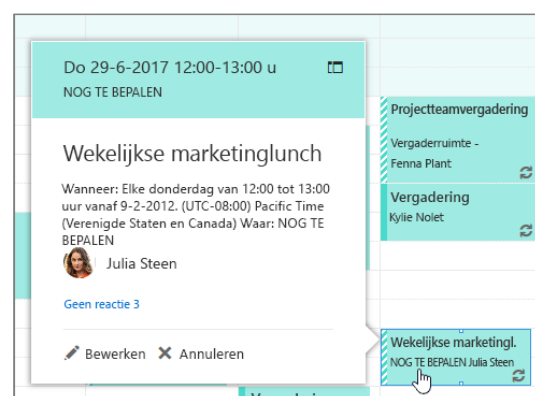 Do 29-6-2017 12:00-13:00 u
NOG TE BEPALEN
Wekelijkse marketinglunch
Wanneer: Elke donderdag van 12:00 tot 13:00
uur vanaf 9-2-2012. (UTC-08:00) Pacific Time
(Verenigde Staten en Canada) Waar: NOG TE
BEPALEN
Julia Steen
Geen reactie 3
Bewerken Annuleren
Projectteamvergadering
Vergaderruimte -
Fenna Plant
Vergadering
Kylie Nolet
Wekelijkse marketingl.
NOG TE BEPALEN Julia Steen